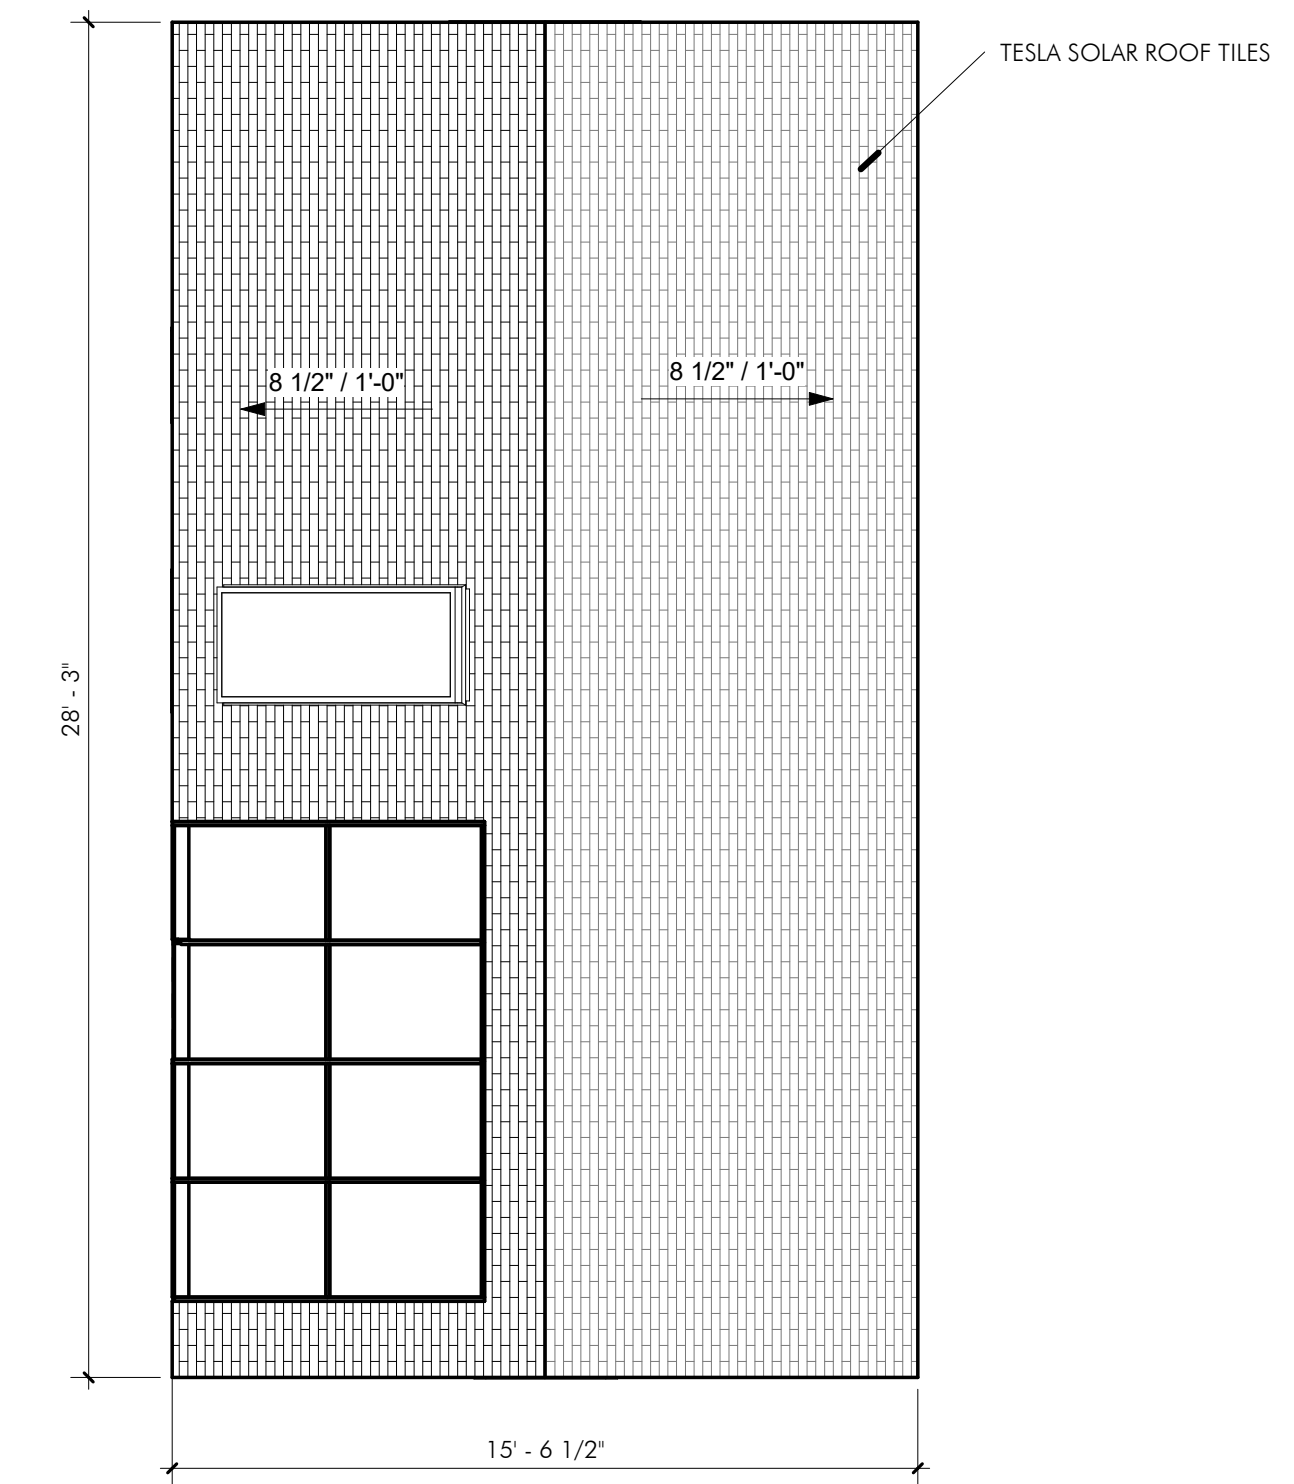 TESLA SOLAR ROOF TILES
8 1/2" / 1'-0"
8 1/2" / 1'-0"
28' - 3"
15' - 6 1/2"